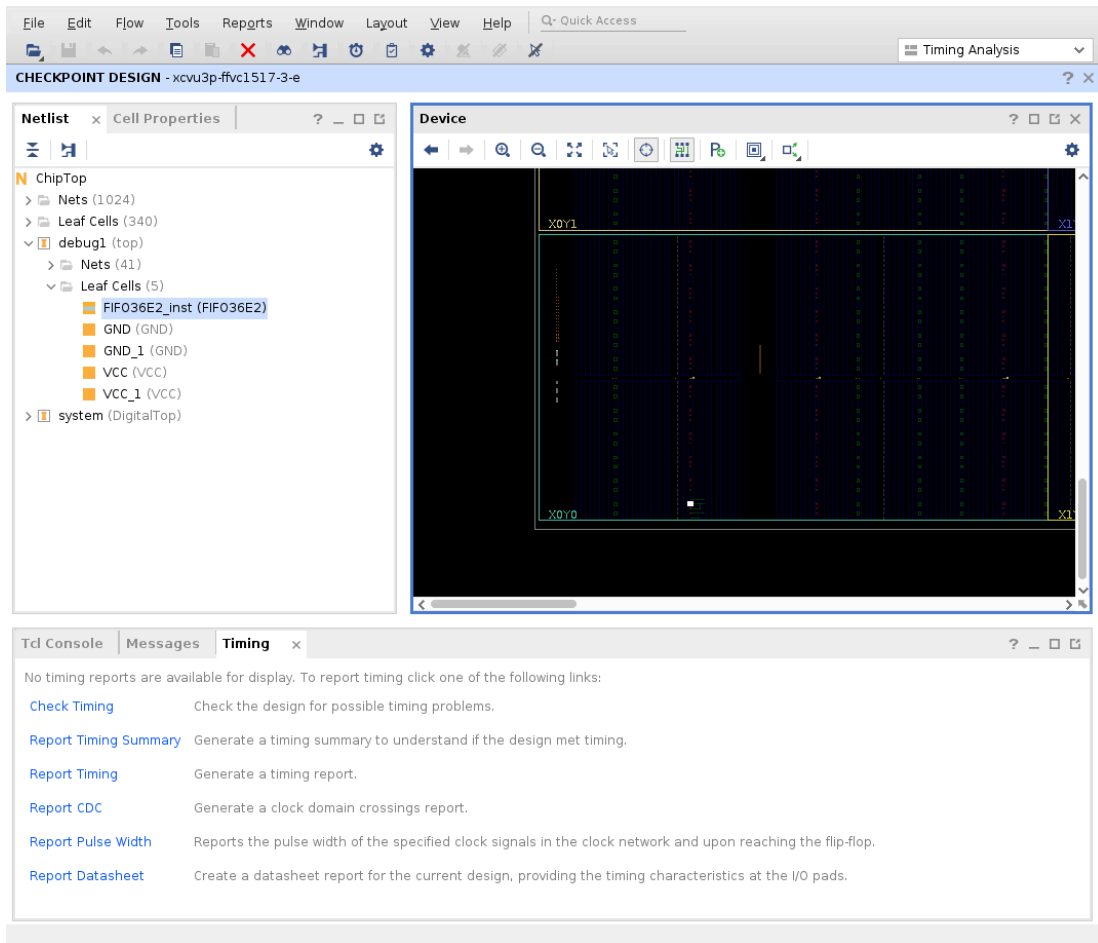 File Edit Flow Tools Reports Window Layout View Help Q- Quick Access
Timing Analysis
CHECKPOINT DESIGN - xcvu3p-ffvc1517-3-e ?
Netlist Cell Properties ?
Device ?
N ChipTop
Nets (1024)
Leaf Cells (340)
debug1 (top)
Nets (41)
Leaf Cells (5)
FIFO36E2_inst (FIFO36E2)
GND (GND)
GND_1 (GND)
VCC (VCC)
VCC_1 (VCC)
system (DigitalTop)
X0Y1 X1
X0Y0 X1
Tcl Console Messages Timing ?
No timing reports are available for display. To report timing click one of the following links:
Check Timing Check the design for possible timing problems.
Report Timing Summary Generate a timing summary to understand if the design met timing.
Report Timing Generate a timing report.
Report CDC Generate a clock domain crossings report.
Report Pulse Width Reports the pulse width of the specified clock signals in the clock network and upon reaching the flip-flop.
Report Datasheet Create a datasheet report for the current design, providing the timing characteristics at the I/O pads.